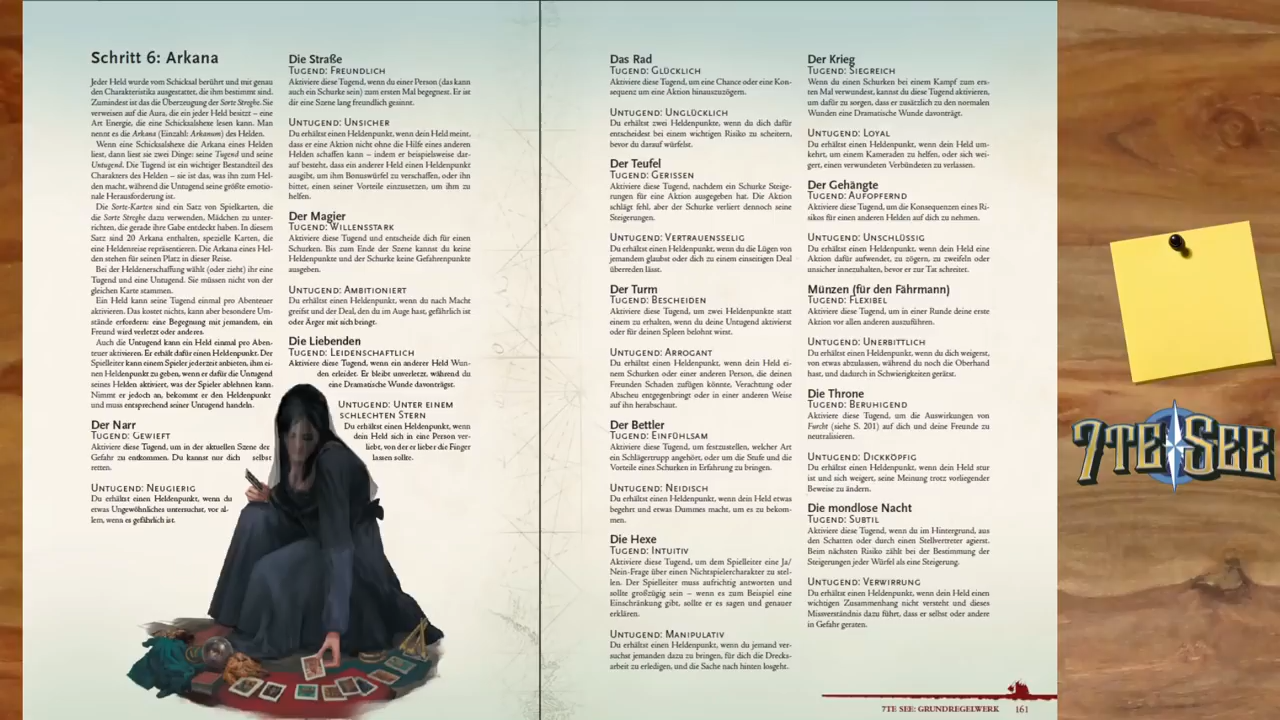 Schritt 6: Arkana
Jeder Held wurde vom Schicksal berührt und mit genau
den Charakteristika ausgestattet, die ihm bestimmt sind.
Zumindest ist das die Überzeugung der Sorte Streghe. Sie
verweisen auf die Aura, die ein jeder Held besitzt – eine
Art Energie, die eine Schicksalshexe lesen kann. Man
nennt es die Arkana (Einzahl: Arkanum) des Helden.
Wenn eine Schicksalshexe die Arkana eines Helden
liest, dann liest sie zwei Dinge: seine Tugend und seine
Untugend. Die Tugend ist ein wichtiger Bestandteil des
Charakters des Helden – sie ist das, was ihn zum Hel-
den macht, während die Untugend seine größte emotio-
nale Herausforderung ist.
Die Sorte-Karten sind ein Satz von Spielkarten, die
die Sorte Streghe dazu verwenden, Mädchen zu unter-
richten, die gerade ihre Gabe entdeckt haben. In diesem
Satz sind 20 Arkana enthalten, spezielle Karten, die
eine Heldenreise repräsentieren. Die Arkana eines Hel-
den stehen für seinen Platz in dieser Reise.
Bei der Heldenerschaffung wählt (oder zieht) ihr eine
Tugend und eine Untugend. Sie müssen nicht von der
gleichen Karte stammen.
Ein Held kann seine Tugend einmal pro Abenteuer
aktivieren. Das kostet nichts, kann aber besondere Um-
stände erfordern: eine Begegnung mit jemandem, ein
Freund wird verletzt oder anderes.
Auch die Untugend kann ein Held einmal pro Aben-
teuer aktivieren. Er erhält dafür einen Heldenpunkt. Der
Spielleiter kann einem Spieler jederzeit anbieten, ihm ei-
nen Heldenpunkt zu geben, wenn er dafür die Untugend
seines Helden aktiviert, was der Spieler ablehnen kann.
Nimmt er jedoch an, bekommt er den Heldenpunkt
und muss entsprechend seiner Untugend handeln.
Der Narr
Tugend: Gewieft
Aktiviere diese Tugend, um in der aktuellen Szene der
Gefahr zu entkommen. Du kannst nur dich selbst
retten.
Untugend: Neugierig
Du erhältst einen Heldenpunkt, wenn du
etwas Ungewöhnliches untersuchst, vor al-
lem, wenn es gefährlich ist.
Die Straße
Tugend: Freundlich
Aktiviere diese Tugend, wenn du einer Person (das kann
auch ein Schurke sein) zum ersten Mal begegnest. Er ist
dir eine Szene lang freundlich gesinnt.
Untugend: Unsicher
Du erhältst einen Heldenpunkt, wenn dein Held meint,
dass er eine Aktion nicht ohne die Hilfe eines anderen
Helden schaffen kann – indem er beispielsweise dar-
auf besteht, dass ein anderer Held einen Heldenpunkt
ausgibt, um ihm Bonuswürfel zu verschaffen, oder ihn
bittet, einen seiner Vorteile einzusetzen, um ihm zu
helfen.
Der Magier
Tugend: Willensstark
Aktiviere diese Tugend und entscheide dich für einen
Schurken. Bis zum Ende der Szene kannst du keine
Heldenpunkte und der Schurke keine Gefahrenpunkte
ausgeben.
Untugend: Ambitioniert
Du erhältst einen Heldenpunkt, wenn du nach Macht
greifst und der Deal, den du im Auge hast, gefährlich ist
oder Ärger mit sich bringt.
Die Liebenden
Tugend: Leidenschaftlich
Aktiviere diese Tugend, wenn ein anderer Held Wun-
den erleidet. Er bleibt unverletzt, während du
eine Dramatische Wunde davonträgst.
Untugend: Unter einem
schlechten Stern
Du erhältst einen Heldenpunkt, wenn
dein Held sich in eine Person ver-
liebt, von der er lieber die Finger
lassen sollte.
Das Rad
Tugend: Glücklich
Aktiviere diese Tugend, um eine Chance oder eine Kon-
sequenz um eine Aktion hinauszuzögern.
Untugend: Unglücklich
Du erhältst zwei Heldenpunkte, wenn du dich dafür
entscheidest bei einem wichtigen Risiko zu scheitern,
bevor du darauf würfelst.
Der Teufel
Tugend: Gerissen
Aktiviere diese Tugend, nachdem ein Schurke Steige-
rungen für eine Aktion ausgegeben hat. Die Aktion
schlägt fehl, aber der Schurke verliert dennoch seine
Steigerungen.
Untugend: Vertrauensselig
Du erhältst einen Heldenpunkt, wenn du die Lügen von
jemandem glaubst oder dich zu einem einseitigen Deal
überreden lässt.
Der Turm
Tugend: Bescheiden
Aktiviere diese Tugend, um zwei Heldenpunkte statt
einem zu erhalten, wenn du deine Untugend aktivierst
oder für deinen Spleen belohnt wirst.
Untugend: Arrogant
Du erhältst einen Heldenpunkt, wenn dein Held ei-
nem Schurken oder einer anderen Person, die deinen
Freunden Schaden zufügen könnte, Verachtung oder
Abscheu entgegenbringt oder in einer anderen Weise
auf ihn herabschaut.
Der Bettler
Tugend: Einfühlsam
Aktiviere diese Tugend, um festzustellen, welcher Art
ein Schlägertrupp angehört, oder um die Stufe und die
Vorteile eines Schurken in Erfahrung zu bringen.
Untugend: Neidisch
Du erhältst einen Heldenpunkt, wenn dein Held etwas
begehrt und etwas Dummes macht, um es zu bekom-
men.
Die Hexe
Tugend: Intuitiv
Aktiviere diese Tugend, um dem Spielleiter eine Ja/
Nein-Frage über einen Nichtspielercharakter zu stel-
len. Der Spielleiter muss aufrichtig antworten und
sollte großzügig sein – wenn es zum Beispiel eine
Einschränkung gibt, sollte er es sagen und genauer
erklären.
Untugend: Manipulativ
Du erhältst einen Heldenpunkt, wenn du jemand ver-
suchst jemanden dazu zu bringen, für dich die Drecks-
arbeit zu erledigen, und die Sache nach hinten losgeht.
Der Krieg
Tugend: Siegreich
Wenn du einen Schurken bei einem Kampf zum ers-
ten Mal verwundest, kannst du diese Tugend aktivieren,
um dafür zu sorgen, dass er zusätzlich zu den normalen
Wunden eine Dramatische Wunde davonträgt.
Untugend: Loyal
Du erhältst einen Heldenpunkt, wenn dein Held um-
kehrt, um einem Kameraden zu helfen, oder sich wei-
gert, einen verwundeten Verbündeten zu verlassen.
Der Gehängte
Tugend: Aufopfernd
Aktiviere diese Tugend, um die Konsequenzen eines Ri-
sikos für einen anderen Helden auf dich zu nehmen.
Untugend: Unschlüssig
Du erhältst einen Heldenpunkt, wenn dein Held eine
Aktion dafür aufwendet, zu zögern, zu zweifeln oder
unsicher innezuhalten, bevor er zur Tat schreitet.
Münzen (für den Fährmann)
Tugend: Flexibel
Aktiviere diese Tugend, um in einer Runde deine erste
Aktion vor allen anderen auszuführen.
Untugend: Unerbittlich
Du erhältst einen Heldenpunkt, wenn du dich weigerst,
von etwas abzulassen, während du noch die Oberhand
hast, und dadurch in Schwierigkeiten gerätst.
Die Throne
Tugend: Beruhigend
Aktiviere diese Tugend, um die Auswirkungen von
Furcht (siehe S. 201) auf dich und deine Freunde zu
neutralisieren.
Untugend: Dickköpfig
Du erhältst einen Heldenpunkt, wenn dein Held stur
ist und sich weigert, seine Meinung trotz vorliegender
Beweise zu ändern.
Die mondlose Nacht
Tugend: Subtil
Aktiviere diese Tugend, wenn du im Hintergrund, aus
den Schatten oder durch einen Stellvertreter agierst.
Beim nächsten Risiko zählt bei der Bestimmung der
Steigerungen jeder Würfel als eine Steigerung.
Untugend: Verwirrung
Du erhältst einen Heldenpunkt, wenn dein Held einen
wichtigen Zusammenhang nicht versteht und dieses
Missverständnis dazu führt, dass er selbst oder andere
in Gefahr geraten.
7te See: Grundregelwerk 161
7TE SEE